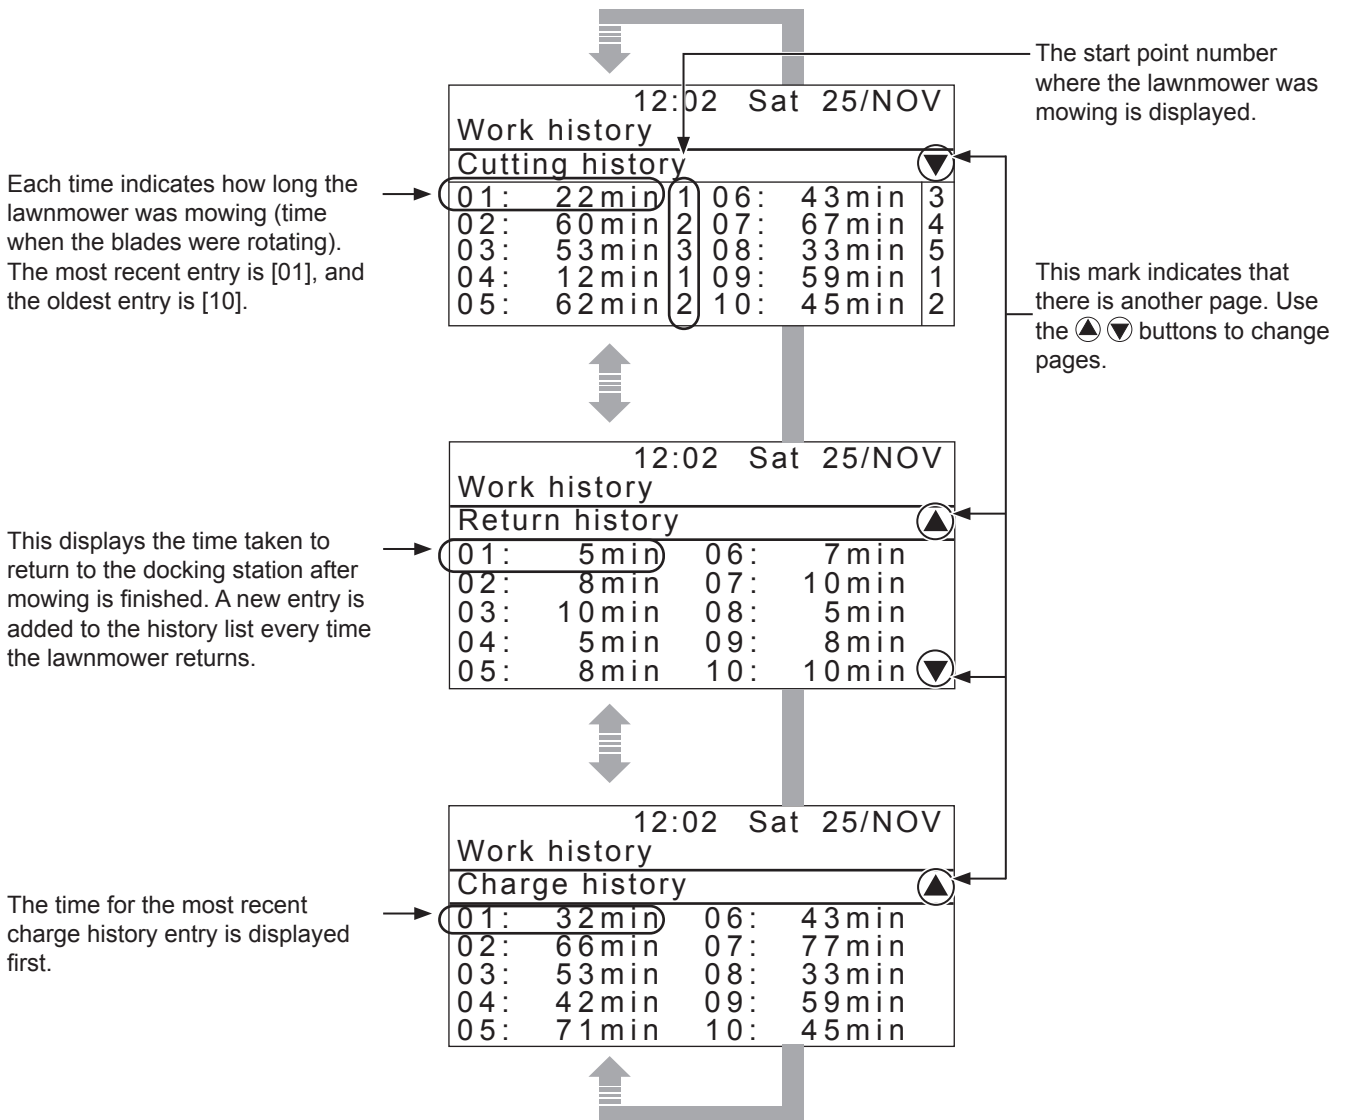 The start point number
where the lawnmower was
mowing is displayed.
12:02 Sat 25/NOV
Work history
Cutting history ▼
01: 22min 1 06: 43min 3
02: 60min 2 07: 67min 4
03: 53min 3 08: 33min 5
04: 12min 1 09: 59min 1
05: 62min 2 10: 45min 2
Each time indicates how long the
lawnmower was mowing (time
when the blades were rotating).
The most recent entry is [01], and
the oldest entry is [10].
This mark indicates that
there is another page. Use
the ▲ ▼ buttons to change
pages.
12:02 Sat 25/NOV
Work history
Return history ▲
01: 5min 06: 7min
02: 8min 07: 10min
03: 10min 08: 5min
04: 5min 09: 8min
05: 8min 10: 10min ▼
This displays the time taken to
return to the docking station after
mowing is finished. A new entry is
added to the history list every time
the lawnmower returns.
12:02 Sat 25/NOV
Work history
Charge history ▲
01: 32min 06: 43min
02: 66min 07: 77min
03: 53min 08: 33min
04: 42min 09: 59min
05: 71min 10: 45min
The time for the most recent
charge history entry is displayed
first.